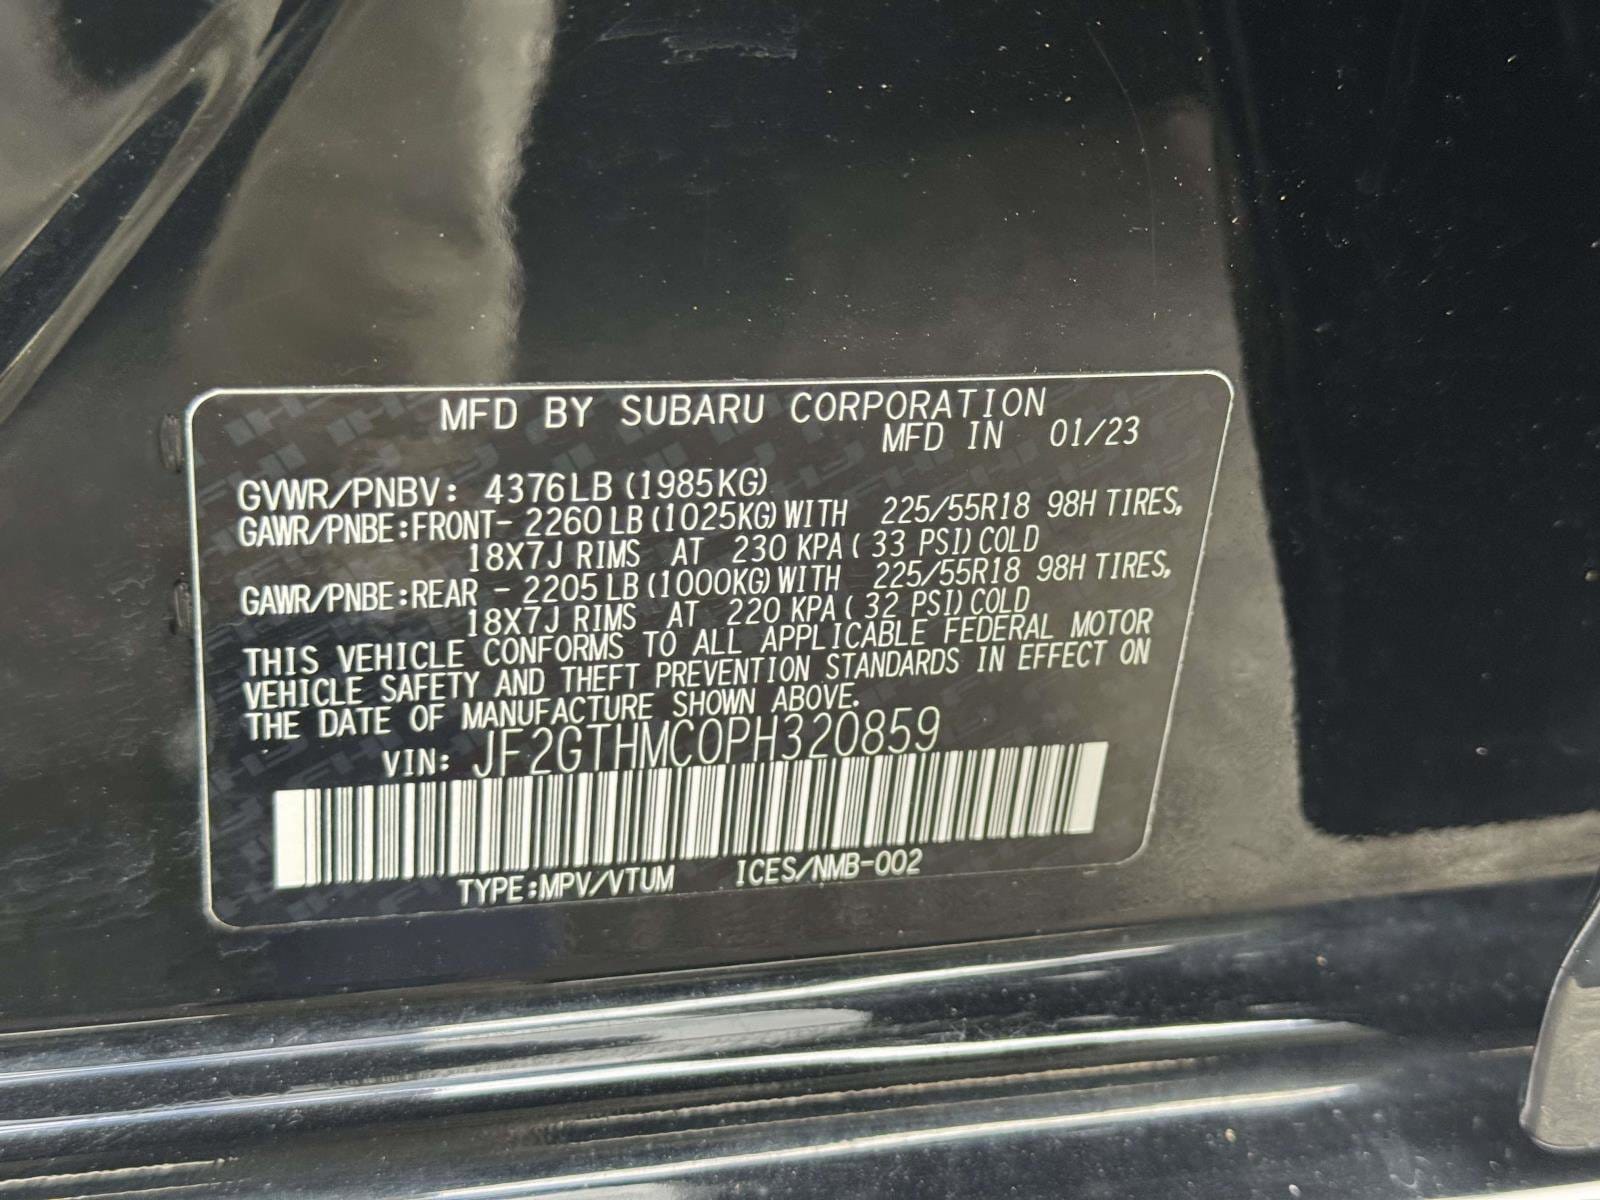 MFD BY SUBARU CORPORATION
MFD IN 01/23
GVWR/PNBV: 4376LB (1985KG)
GAWR/PNBE:FRONT- 2260LB (1025KG) WITH 225/55R18 98H TIRES,
18X7J RIMS AT 230 KPA( 33 PSI) COLD
GAWR/PNBE:REAR - 2205LB (1000KG) WITH 225/55R18 98H TIRES,
18X7J RIMS AT 220 KPA( 32 PSI) COLD
THIS VEHICLE CONFORMS TO ALL APPLICABLE FEDERAL MOTOR
VEHICLE SAFETY AND THEFT PREVENTION STANDARDS IN EFFECT ON
THE DATE OF MANUFACTURE SHOWN ABOVE.
VIN: JF2GTHMC0PH320859
TYPE:MPV/VTUM ICES/NMB-002